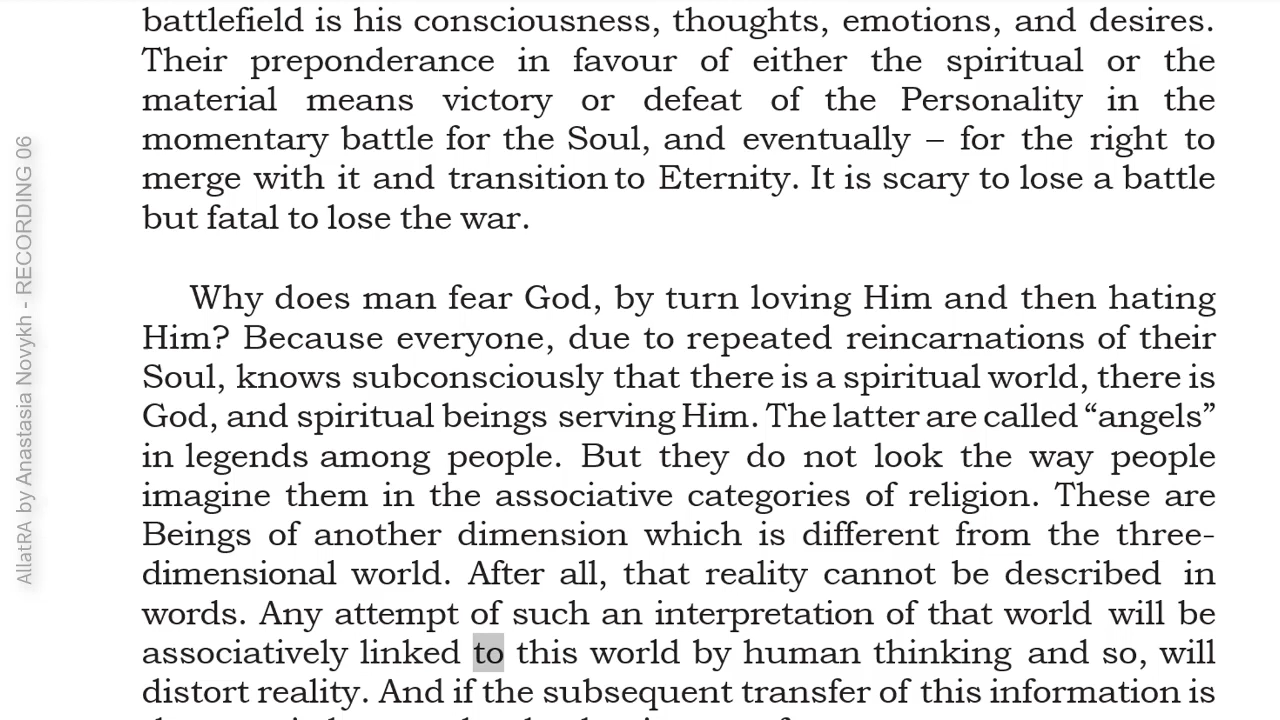 battlefield is his consciousness, thoughts, emotions, and desires.
Their preponderance in favour of either the spiritual or the
material means victory or defeat of the Personality in the
momentary battle for the Soul, and eventually – for the right to
merge with it and transition to Eternity. It is scary to lose a battle
but fatal to lose the war.
Why does man fear God, by turn loving Him and then hating
Him? Because everyone, due to repeated reincarnations of their
Soul, knows subconsciously that there is a spiritual world, there is
God, and spiritual beings serving Him. The latter are called “angels”
in legends among people. But they do not look the way people
imagine them in the associative categories of religion. These are
Beings of another dimension which is different from the three-
dimensional world. After all, that reality cannot be described in
words. Any attempt of such an interpretation of that world will be
associatively linked to this world by human thinking and so, will
distort reality. And if the subsequent transfer of this information is
AllatRA by Anastasia Novykh - RECORDING 06